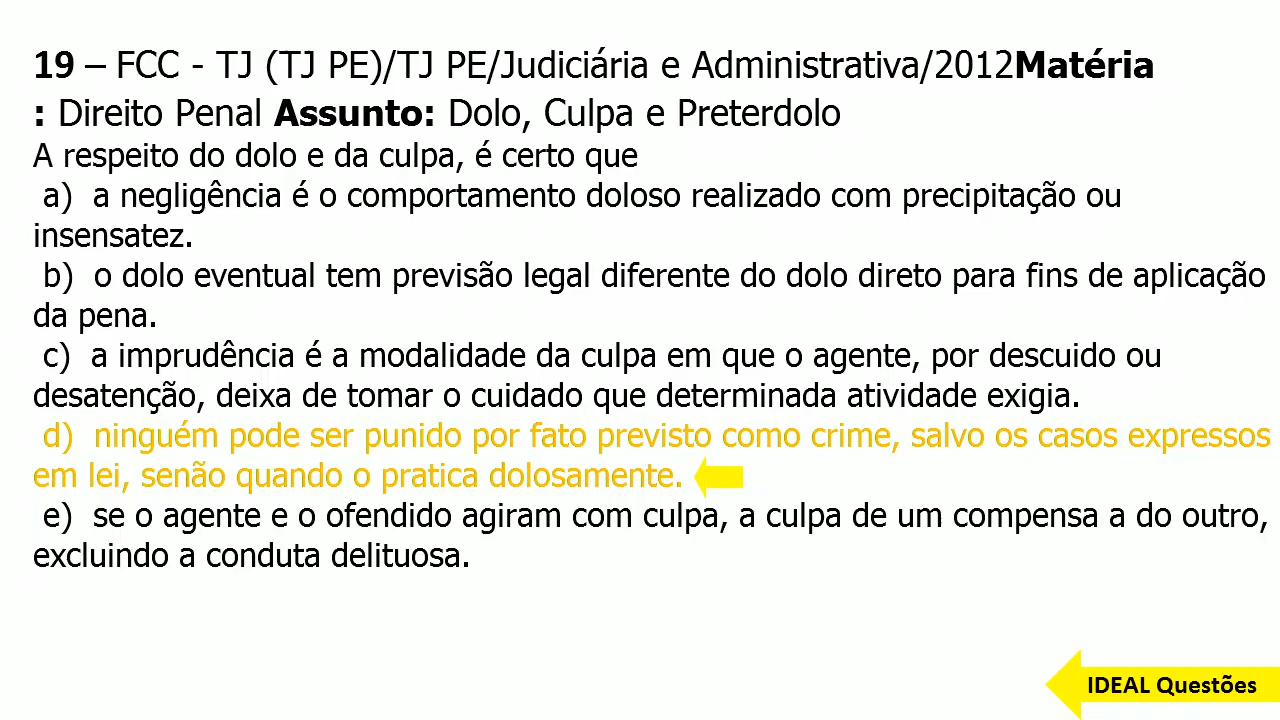 19 – FCC - TJ (TJ PE)/TJ PE/Judiciária e Administrativa/2012Matéria
: Direito Penal Assunto: Dolo, Culpa e Preterdolo
A respeito do dolo e da culpa, é certo que
a) a negligência é o comportamento doloso realizado com precipitação ou
insensatez.
b) o dolo eventual tem previsão legal diferente do dolo direto para fins de aplicação
da pena.
c) a imprudência é a modalidade da culpa em que o agente, por descuido ou
desatenção, deixa de tomar o cuidado que determinada atividade exigia.
d) ninguém pode ser punido por fato previsto como crime, salvo os casos expressos
em lei, senão quando o pratica dolosamente.
e) se o agente e o ofendido agiram com culpa, a culpa de um compensa a do outro,
excluindo a conduta delituosa.
IDEAL Questões